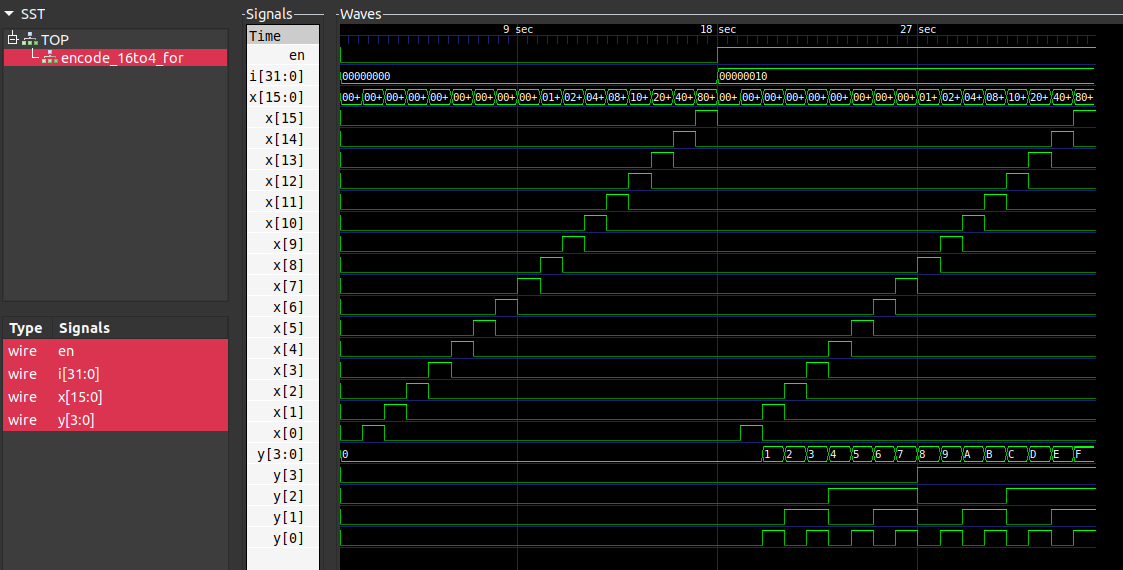 SST
Signals
Waves
TOP
encode_16to4_for
Time
9 sec
18 sec
27 sec
en
i[31:0]
00000000
00000010
x[15:0]
00+ 00+ 00+ 00+ 00+ 00+ 00+ 00+ 00+ 01+ 02+ 04+ 08+ 10+ 20+ 40+ 80+ 00+ 00+ 00+ 00+ 00+ 00+ 00+ 00+ 00+ 01+ 02+ 04+ 08+ 10+ 20+ 40+ 80+
x[15]
x[14]
x[13]
x[12]
x[11]
x[10]
x[9]
x[8]
x[7]
x[6]
x[5]
x[4]
x[3]
x[2]
x[1]
x[0]
y[3:0]
0 1 2 3 4 5 6 7 8 9 A B C D E F
y[3]
y[2]
y[1]
y[0]
Type Signals
wire en
wire i[31:0]
wire x[15:0]
wire y[3:0]